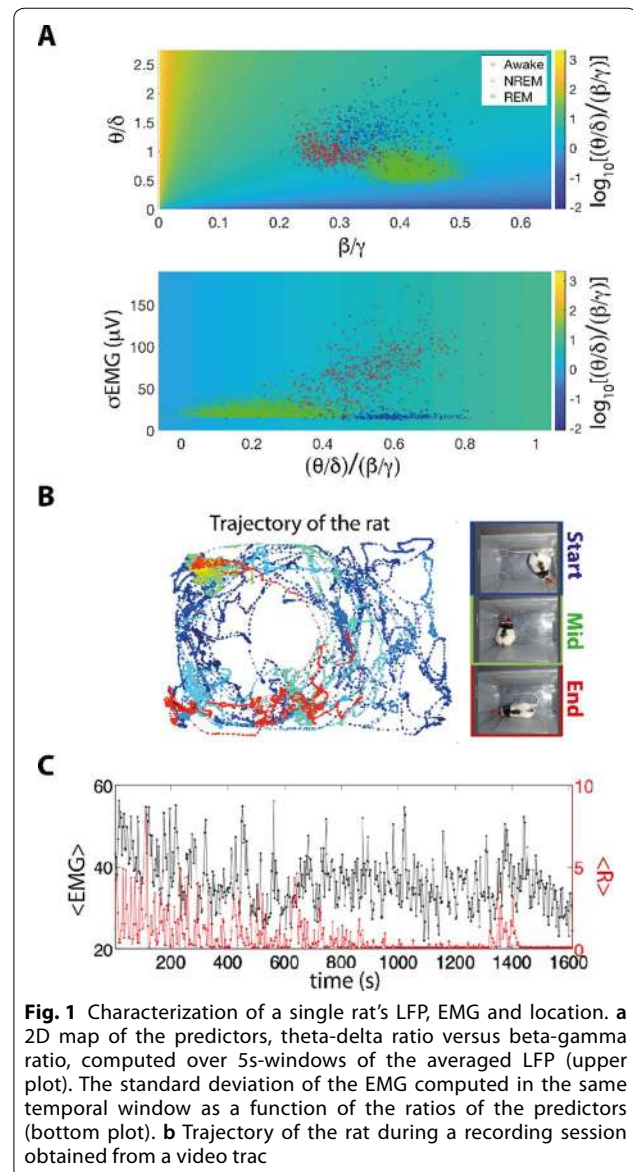 A
2.5
2
1.5
1
0.5
0
θ/δ
0 0.1 0.2 0.3 0.4 0.5 0.6
β/γ
Awake
NREM
REM
3
2
1
0
-1
-2
log10[(θ/δ)/(β/γ)]
150
100
50
0
σEMG (μV)
0 0.2 0.4 0.6 0.8 1
(θ/δ)/(β/γ)
3
2
1
0
-1
-2
log10[(θ/δ)/(β/γ)]
B
Trajectory of the rat
Start
Mid
End
C
60
40
20
<EMG>
200 400 600 800 1000 1200 1400 1600
time (s)
10
5
0
<R>
Fig. 1 Characterization of a single rat's LFP, EMG and location. a
2D map of the predictors, theta-delta ratio versus beta-gamma
ratio, computed over 5s-windows of the averaged LFP (upper
plot). The standard deviation of the EMG computed in the same
temporal window as a function of the ratios of the predictors
(bottom plot). b Trajectory of the rat during a recording session
obtained from a video trac